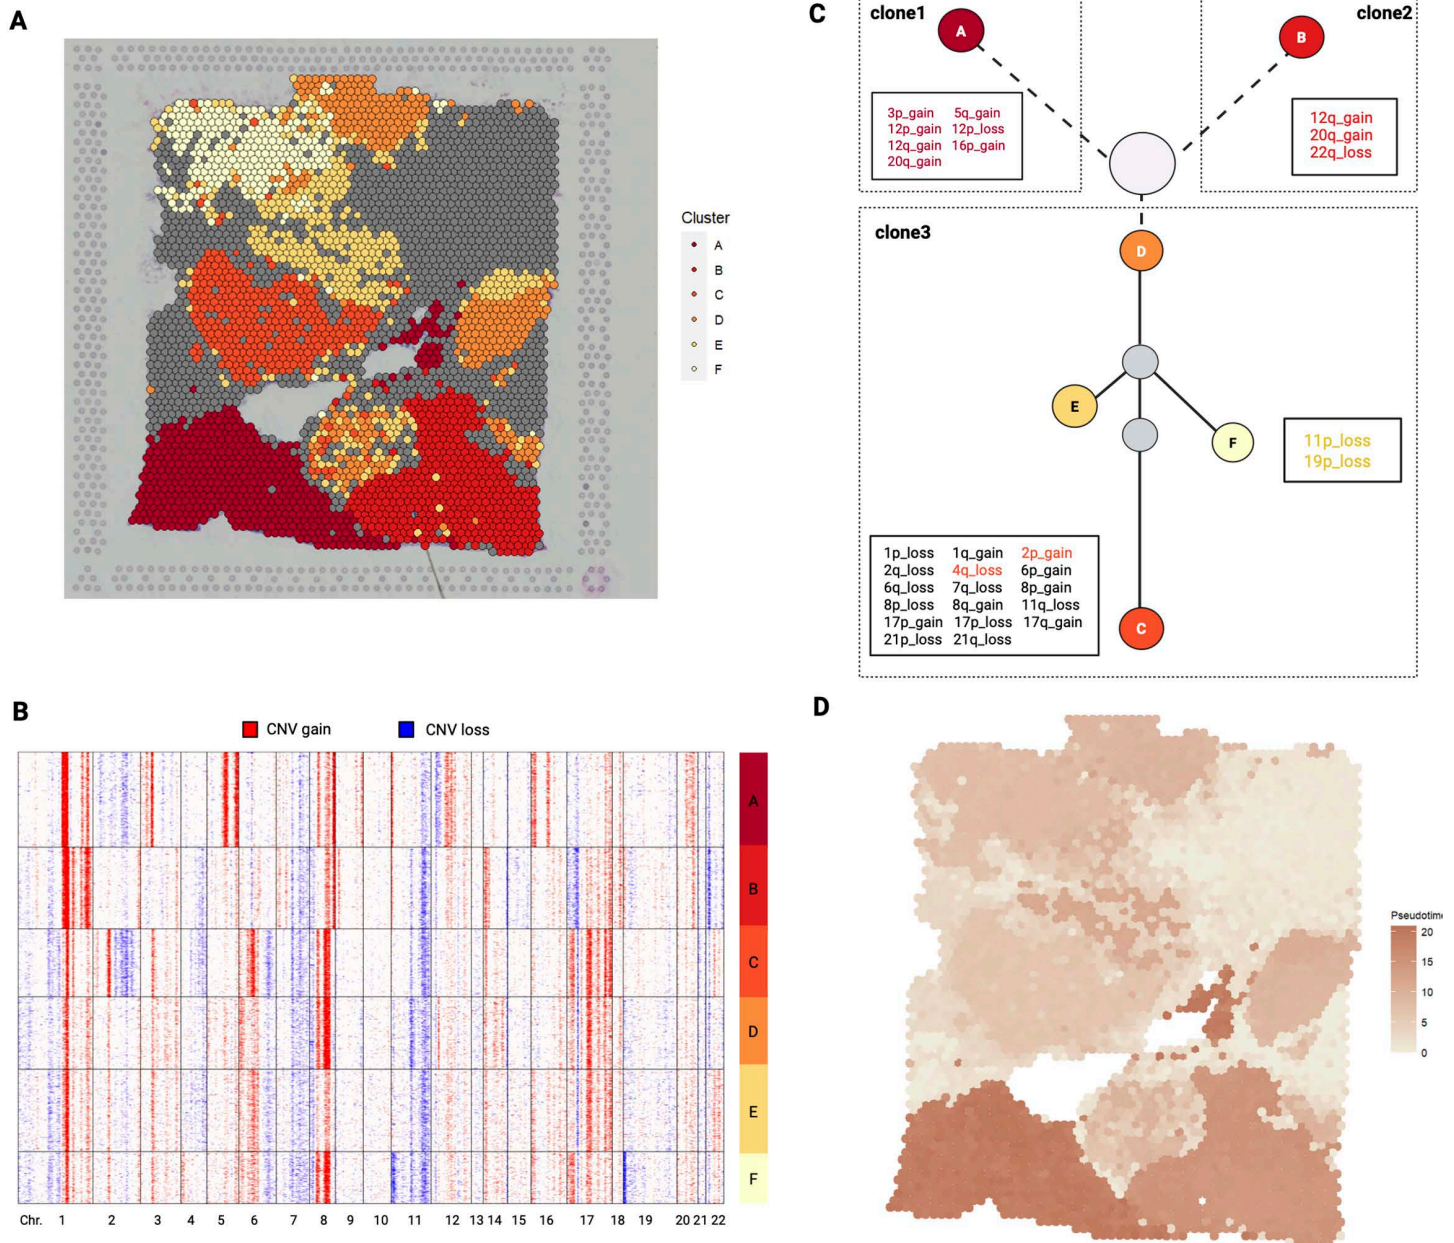 A
Cluster
A
B
C
D
E
F
C
clone1
A
3p_gain 5q_gain
12p_gain 12p_loss
12q_gain 16p_gain
20q_gain
clone2
B
12q_gain
20q_gain
22q_loss
clone3
D
E
F
11p_loss
19p_loss
1p_loss 1q_gain 2p_gain
2q_loss 4q_loss 6p_gain
6q_loss 7q_loss 8p_gain
8p_loss 8q_gain 11q_loss
17p_gain 17p_loss 17q_gain
21p_loss 21q_loss
C
B
CNV gain CNV loss
A
B
C
D
E
F
Chr. 1 2 3 4 5 6 7 8 9 10 11 12 13 14 15 16 17 18 19 20 21 22
D
Pseudotime
20
15
10
5
0